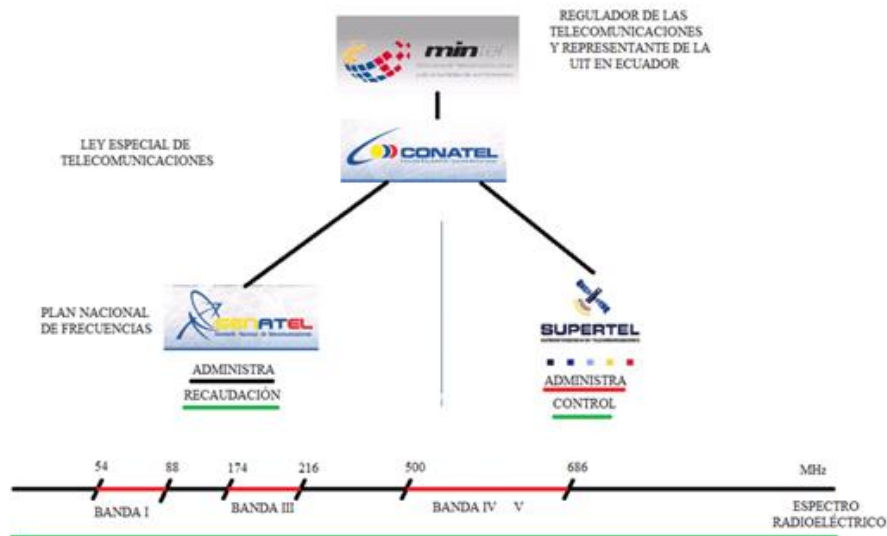 REGULADOR DE LAS
TELECOMUNICACIONES
Y REPRESENTANTE DE LA
UIT EN ECUADOR
mintel
LEY ESPECIAL DE
TELECOMUNICACIONES
CONATEL
PLAN NACIONAL
DE FRECUENCIAS
SENATEL
ADMINISTRA
RECAUDACIÓN
SUPERTEL
ADMINISTRA
CONTROL
54 88 174 216 500 686 MHz
BANDA I BANDA III BANDA IV V
ESPECTRO
RADIOELÉCTRICO